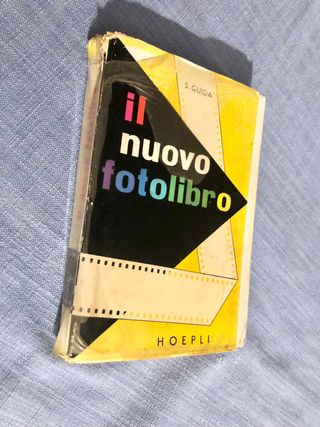 S. GUIDA
il
nuovo
fotolibro
HOEPLI